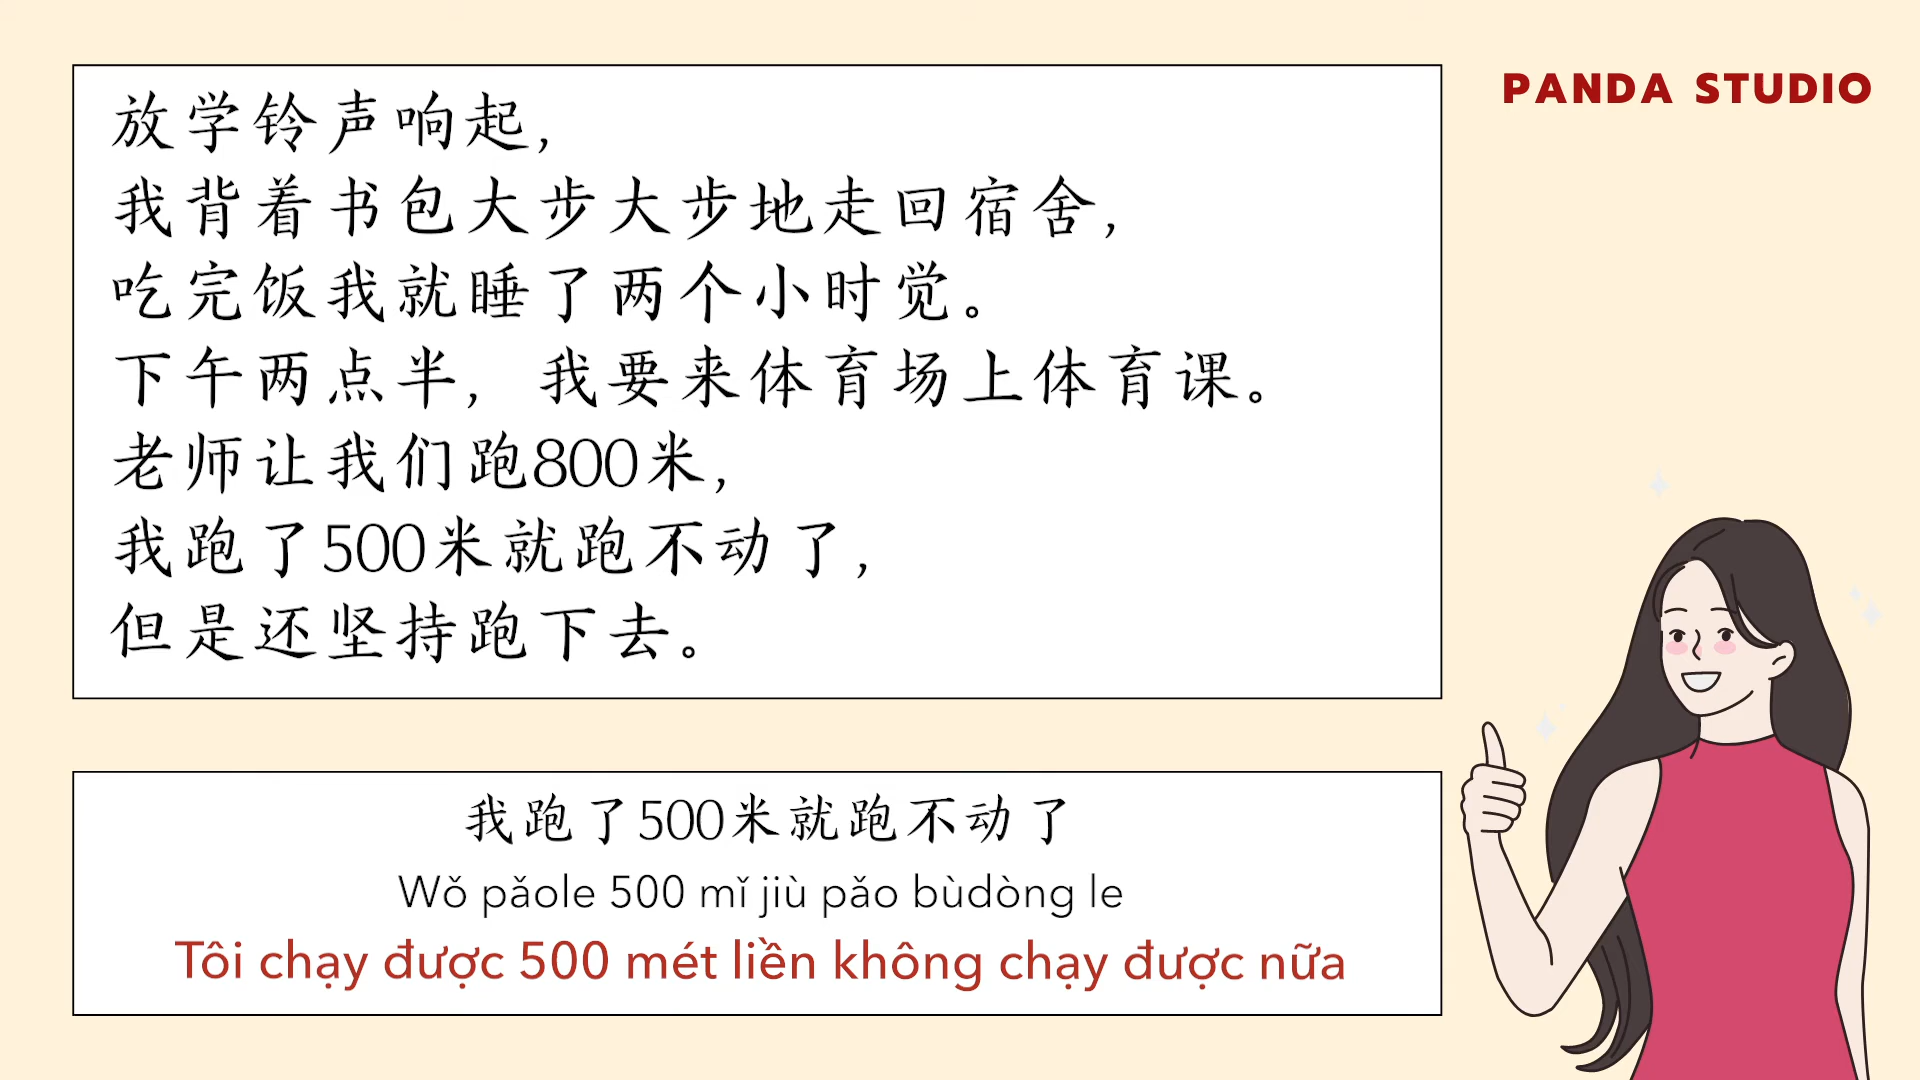 PANDA STUDIO
放学铃声响起,
我背着书包大步大步地走回宿舍,
吃完饭我就睡了两个小时觉。
下午两点半, 我要来体育场上体育课。
老师让我们跑800米,
我跑了500米就跑不动了,
但是还坚持跑下去。
我跑了500米就跑不动了
Wǒ pǎole 500 mǐ jiù pǎo bùdòng le
Tôi chạy được 500 mét liền không chạy được nữa